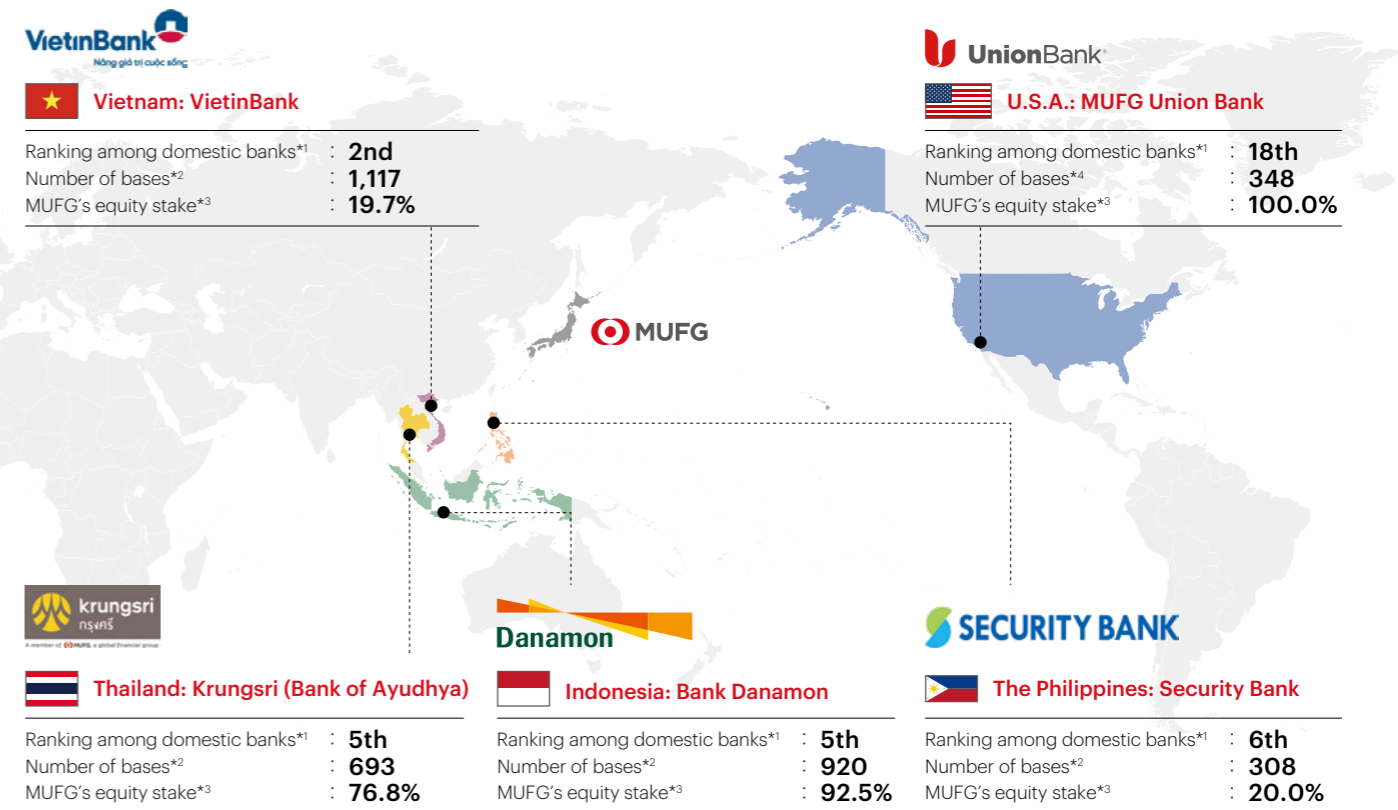 VietinBank
Nâng giá trị cuộc sống
Vietnam: VietinBank
Ranking among domestic banks*1 : 2nd
Number of bases*2 : 1,117
MUFG's equity stake*3 : 19.7%
UnionBank
U.S.A.: MUFG Union Bank
Ranking among domestic banks*1 : 18th
Number of bases*4 : 348
MUFG's equity stake*3 : 100.0%
MUFG
krungsri
กรุงศรี
A member of MUFG, a global financial group
Thailand: Krungsri (Bank of Ayudhya)
Ranking among domestic banks*1 : 5th
Number of bases*2 : 693
MUFG's equity stake*3 : 76.8%
Danamon
Indonesia: Bank Danamon
Ranking among domestic banks*1 : 5th
Number of bases*2 : 920
MUFG's equity stake*3 : 92.5%
SECURITY BANK
The Philippines: Security Bank
Ranking among domestic banks*1 : 6th
Number of bases*2 : 308
MUFG's equity stake*3 : 20.0%